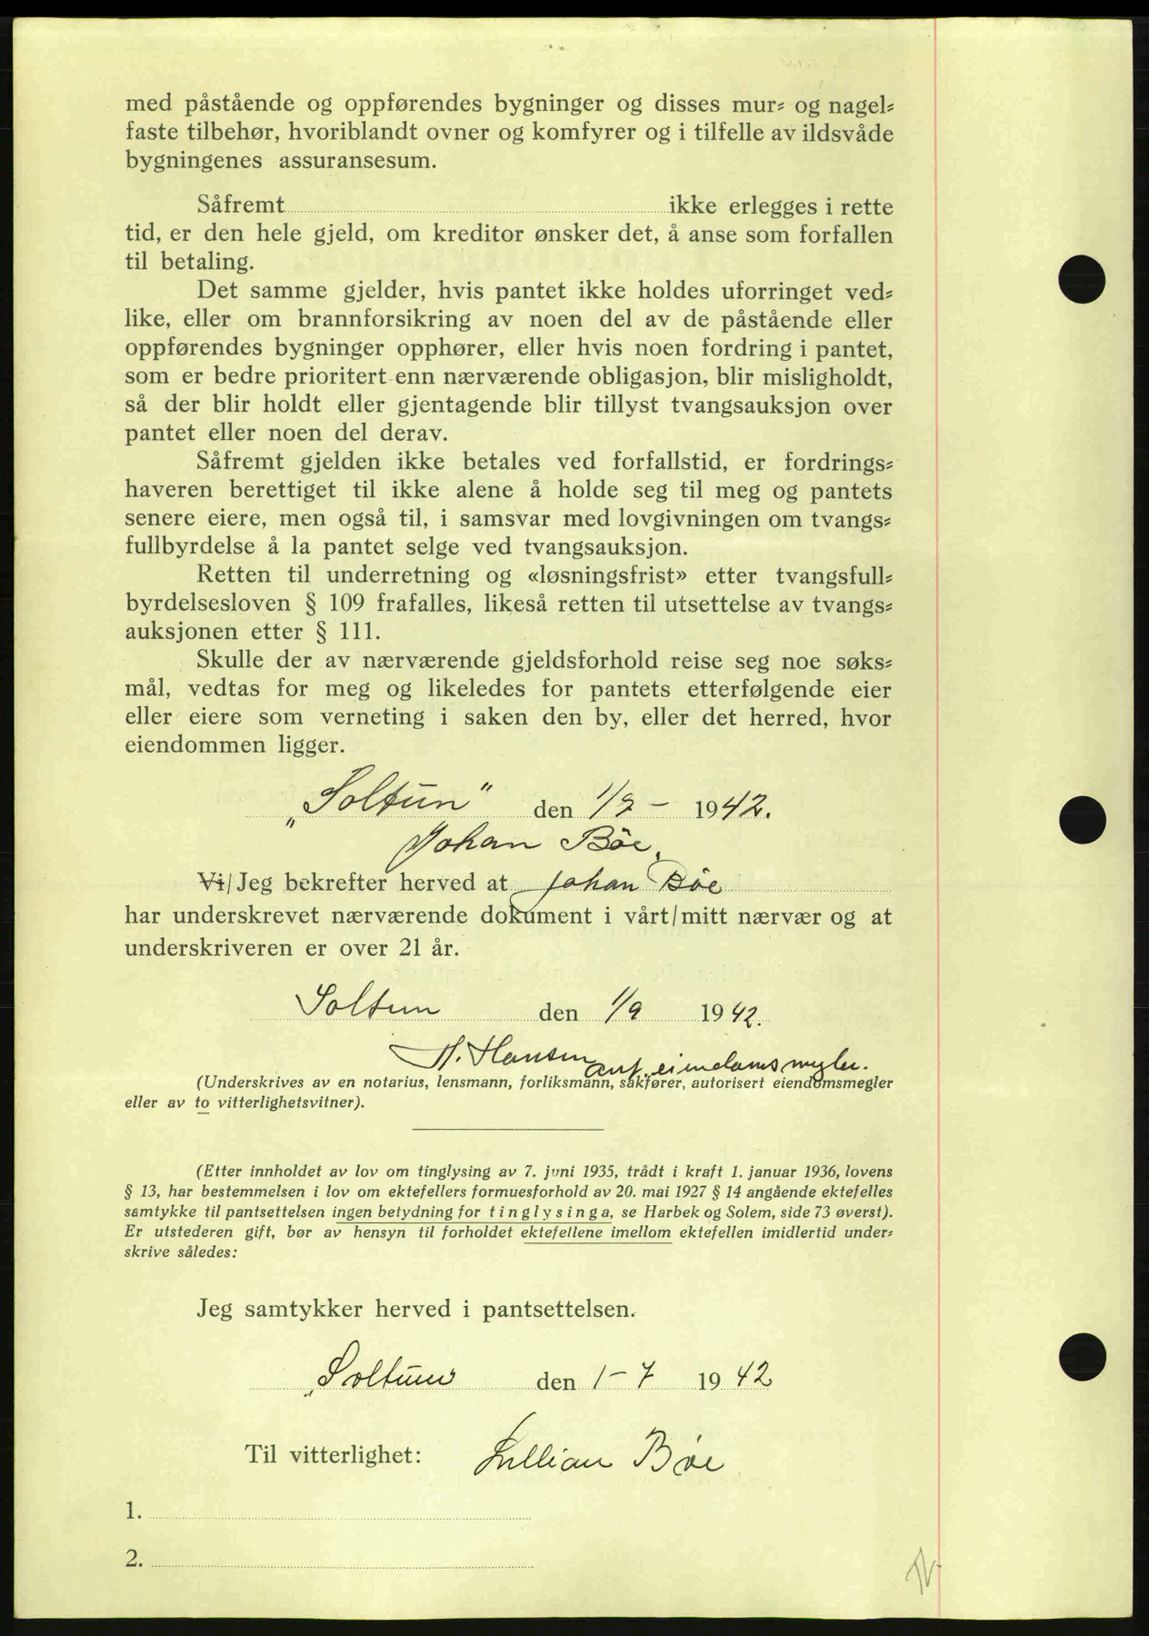 med påstående og oppførendes bygninger og disses mur⸗ og nagel⸗
faste tilbehør, hvoriblandt ovner og komfyrer og i tilfelle av ildsvåde
bygningenes assuransesum.
Såfremt ikke erlegges i rette
tid, er den hele gjeld, om kreditor ønsker det, å anse som forfallen
til betaling.
Det samme gjelder, hvis pantet ikke holdes uforringet ved⸗
like, eller om brannforsikring av noen del av de påstående eller
oppførendes bygninger opphører, eller hvis noen fordring i pantet,
som er bedre prioritert enn nærværende obligasjon, blir misligholdt,
så der blir holdt eller gjentagende blir tillyst tvangsauksjon over
pantet eller noen del derav.
Såfremt gjelden ikke betales ved forfallstid, er fordrings⸗
haveren berettiget til ikke alene å holde seg til meg og pantets
senere eiere, men også til, i samsvar med lovgivningen om tvangs⸗
fullbyrdelse å la pantet selge ved tvangsauksjon.
Retten til underretning og «løsningsfrist» etter tvangsfull⸗
byrdelsesloven § 109 frafalles, likeså retten til utsettelse av tvangs⸗
auksjonen etter § 111.
Skulle der av nærværende gjeldsforhold reise seg noe søks⸗
mål, vedtas for meg og likeledes for pantets etterfølgende eier
eller eiere som verneting i saken den by, eller det herred, hvor
eiendommen ligger.
„Soltun" den 1/9 – 1942.
Johan Bøe.
Vi/Jeg bekrefter herved at Johan Bøe
har underskrevet nærværende dokument i vårt/mitt nærvær og at
underskriveren er over 21 år.
Soltun den 1/9 1942.
H. Hansen
aut. eiendomsmegler.
(Underskrives av en notarius, lensmann, forliksmann, sakfører, autorisert eiendomsmegler
eller av to vitterlighetsvitner).
(Etter innholdet av lov om tinglysing av 7. juni 1935, trådt i kraft 1. januar 1936, lovens
§ 13, har bestemmelsen i lov om ektefellers formuesforhold av 20. mai 1927 § 14 angående ektefelles
samtykke til pantsettelsen ingen betydning for tinglysinga, se Harbek og Solem, side 73 øverst).
Er utstederen gift, bør av hensyn til forholdet ektefellene imellom ektefellen imidlertid under⸗
skrive således:
Jeg samtykker herved i pantsettelsen.
„Soltun" den 1–7 1942
Til vitterlighet: Lillian Bøe
1.
2.